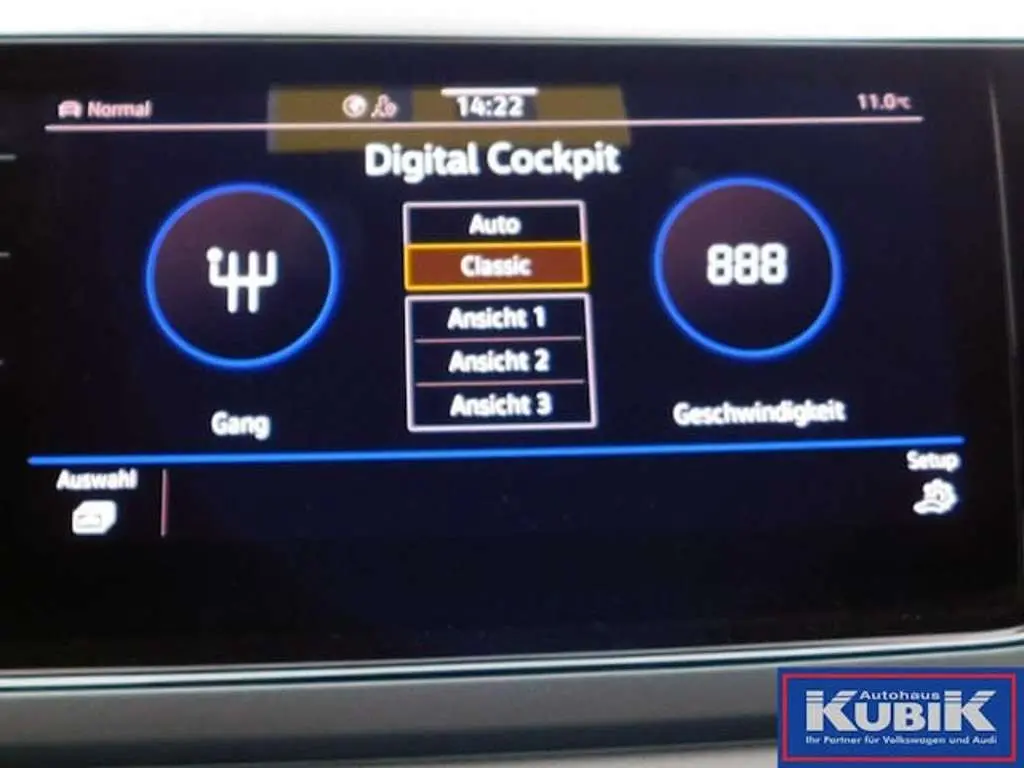 Normal
14:22
11.0°C
Digital Cockpit
Auto
Classic
888
Ansicht 1
Ansicht 2
Ansicht 3
Gang
Geschwindigkeit
Auswahl
Setup
Autohaus
KUBIK
Ihr Partner für Volkswagen und Audi